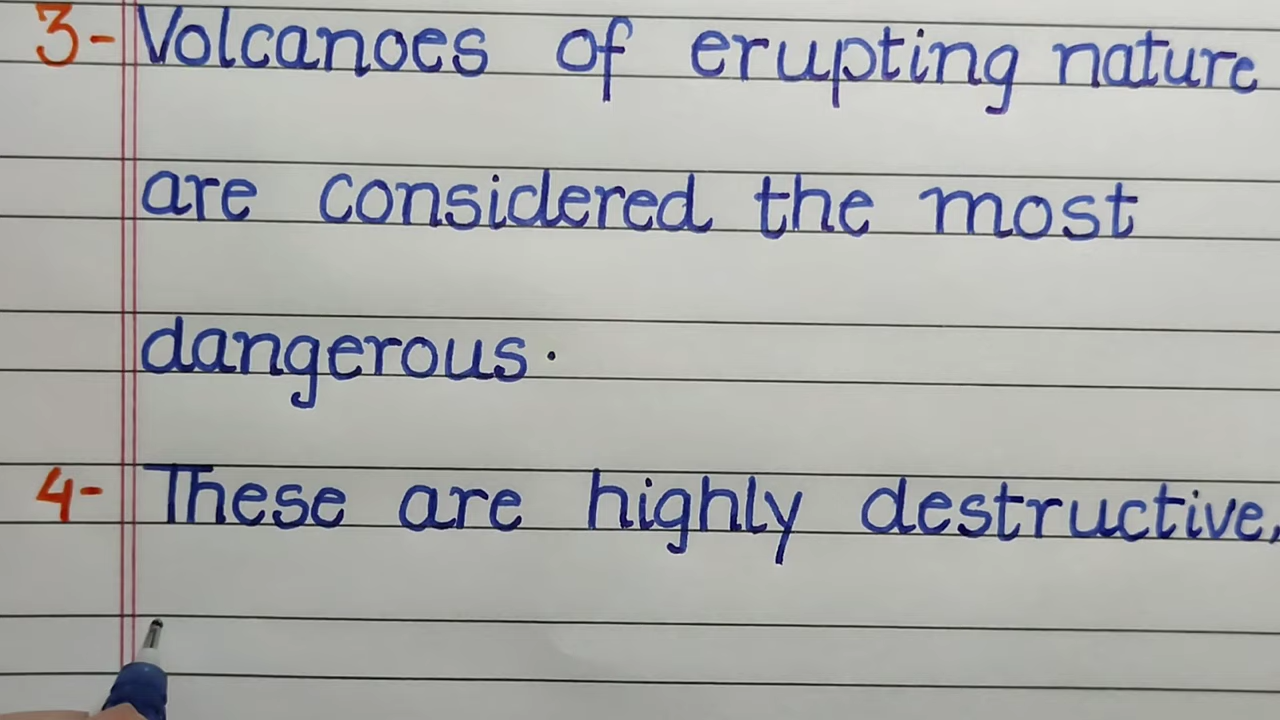 3- Volcanoes of erupting nature
are considered the most
dangerous.
4- These are highly destructive,